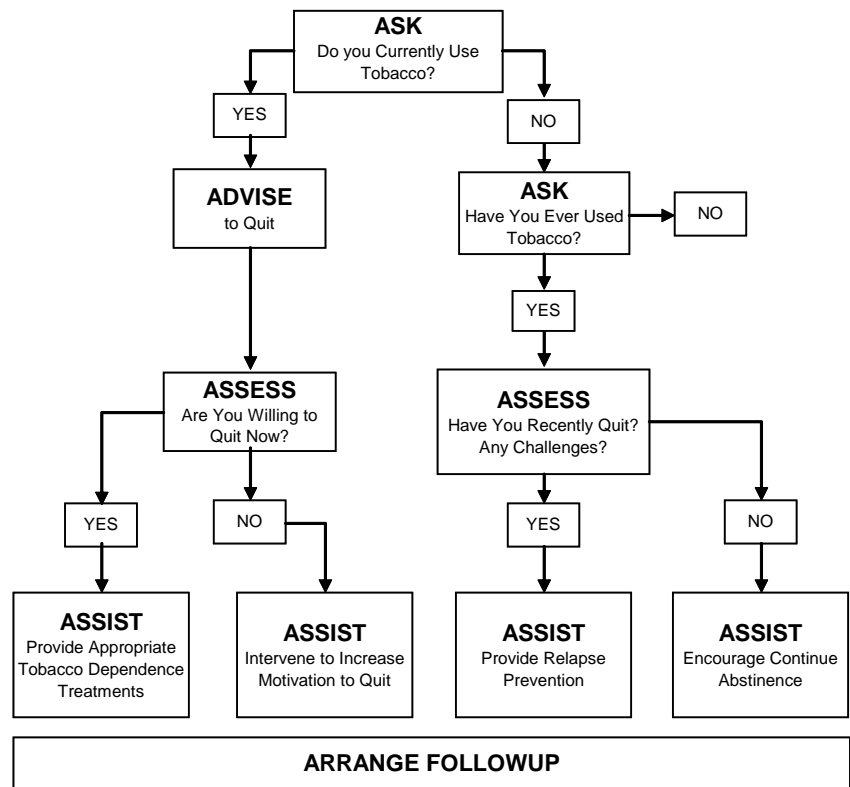 ASK
Do you Currently Use
Tobacco?
YES
NO
ADVISE
to Quit
ASK
Have You Ever Used
Tobacco?
NO
YES
ASSESS
Are You Willing to
Quit Now?
ASSESS
Have You Recently Quit?
Any Challenges?
YES
NO
YES
NO
ASSIST
Provide Appropriate
Tobacco Dependence
Treatments
ASSIST
Intervene to Increase
Motivation to Quit
ASSIST
Provide Relapse
Prevention
ASSIST
Encourage Continue
Abstinence
ARRANGE FOLLOWUP